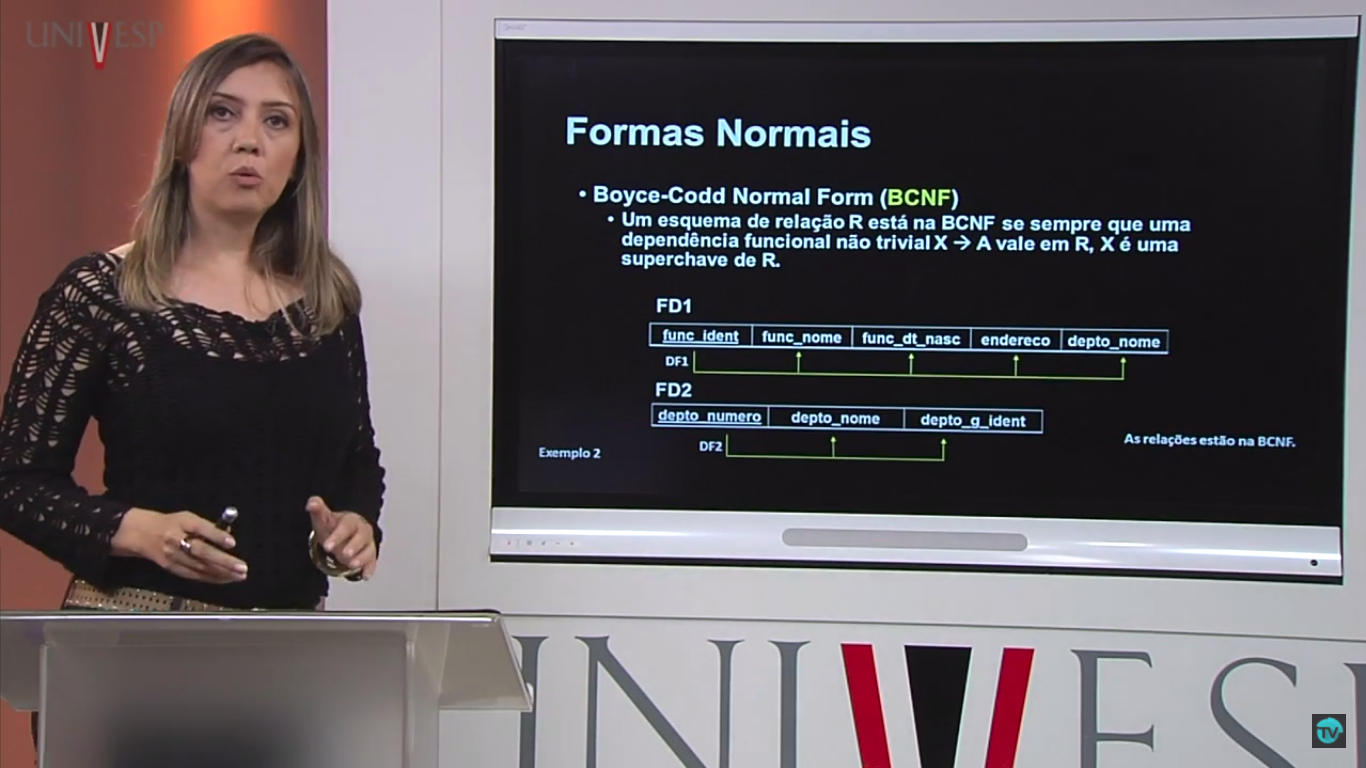 UNIVESP
Formas Normais
• Boyce-Codd Normal Form (BCNF)
• Um esquema de relação R está na BCNF se sempre que uma
dependência funcional não trivial X → A vale em R, X é uma
superchave de R.
FD1
func_ident func_nome func_dt_nasc endereco depto_nome
DF1
FD2
depto_numero depto_nome depto_g_ident
DF2
Exemplo 2
As relações estão na BCNF.
UNIVES
TV